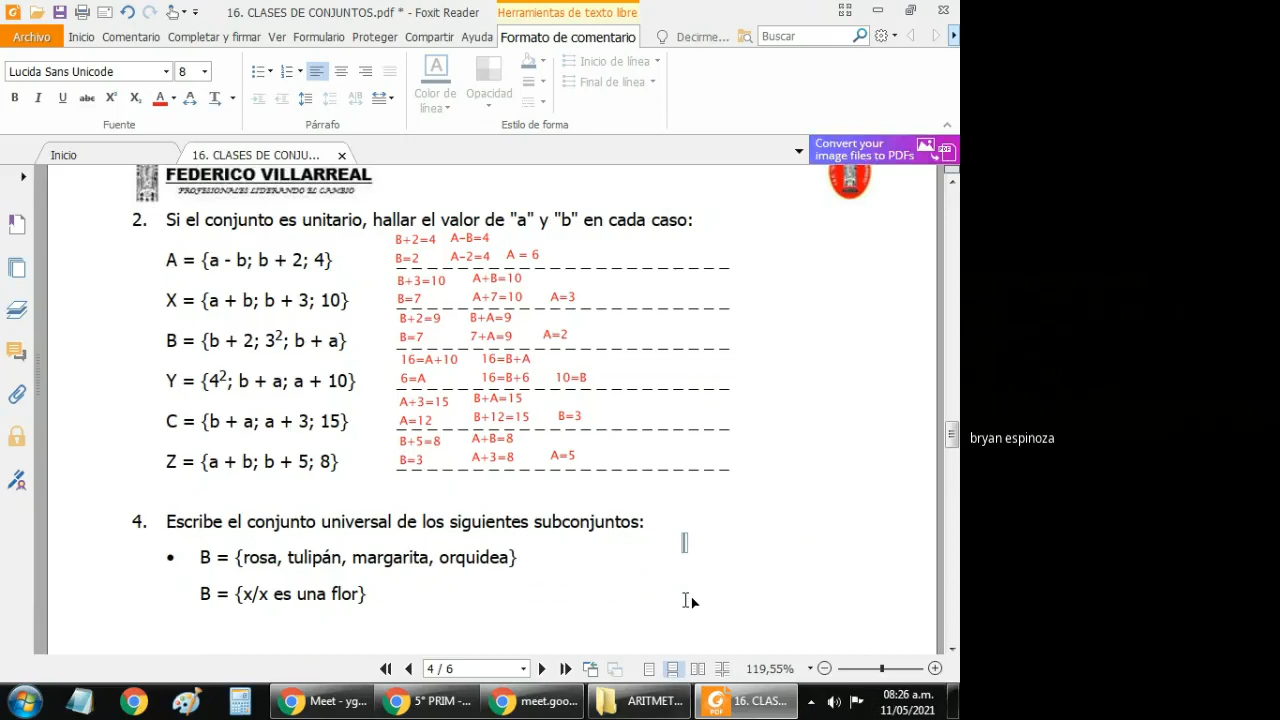 16. CLASES DE CONJUNTOS.pdf * - Foxit Reader
Herramientas de texto libre
Archivo Inicio Comentario Completar y firmar Ver Formulario Proteger Compartir Ayuda Formato de comentario Decirme... Buscar
Lucida Sans Unicode 8
Color de línea
Opacidad
Inicio de línea
Final de línea
Fuente Párrafo Estilo de forma
Inicio
16. CLASES DE CONJU...
Convert your
image files to PDFs
FEDERICO VILLARREAL
PROFESIONALES LIDERANDO EL CAMBIO
2. Si el conjunto es unitario, hallar el valor de "a" y "b" en cada caso:
A = {a - b; b + 2; 4}
B+2=4 A-B=4
B=2 A-2=4 A = 6
X = {a + b; b + 3; 10}
B+3=10 A+B=10
B=7 A+7=10 A=3
B = {b + 2; 3²; b + a}
B+2=9 B+A=9
B=7 7+A=9 A=2
Y = {4²; b + a; a + 10}
16=A+10 16=B+A
6=A 16=B+6 10=B
C = {b + a; a + 3; 15}
A+3=15 B+A=15
A=12 B+12=15 B=3
Z = {a + b; b + 5; 8}
B+5=8 A+B=8
B=3 A+3=8 A=5
4. Escribe el conjunto universal de los siguientes subconjuntos:
• B = {rosa, tulipán, margarita, orquidea}
B = {x/x es una flor}
bryan espinoza
4 / 6
119,55%
Meet - yg...
5° PRIM -...
meet.goo...
ARITMET...
16. CLAS...
08:26 a.m.
11/05/2021